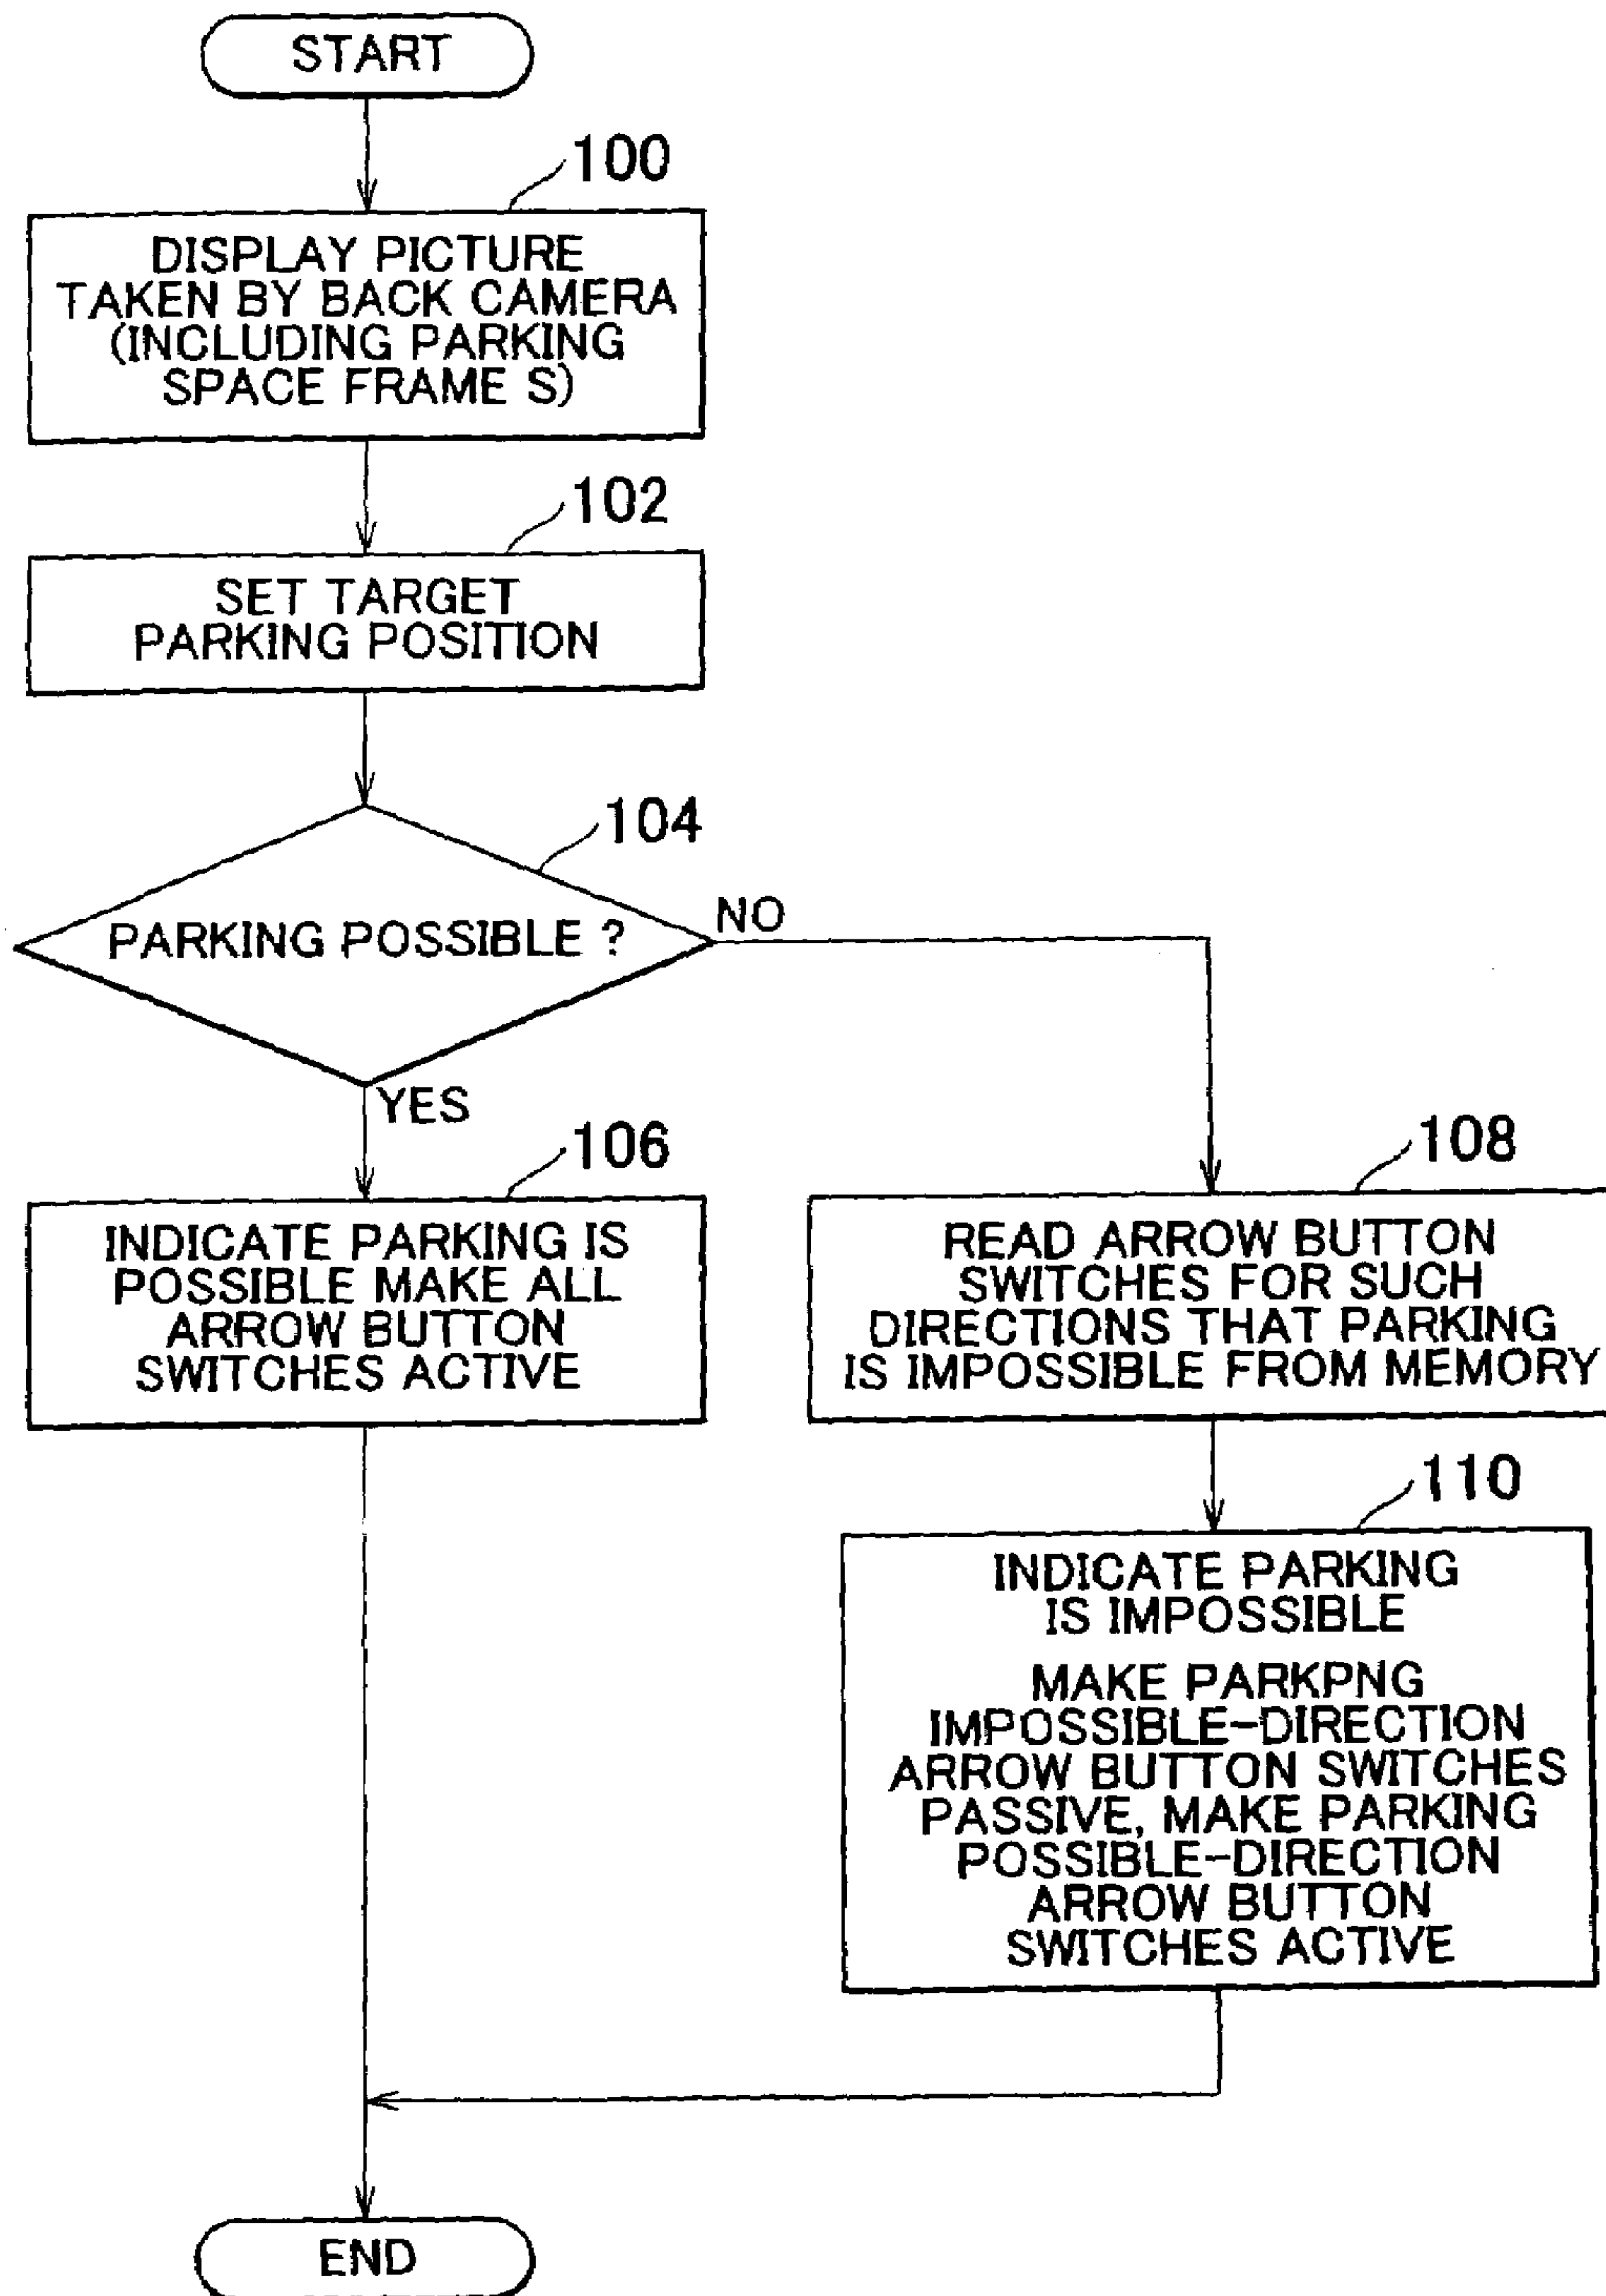 START
100
DISPLAY PICTURE
TAKEN BY BACK CAMERA
(INCLUDING PARKING
SPACE FRAME S)
102
SET TARGET
PARKING POSITION
104
PARKING POSSIBLE ?
NO
YES
106
INDICATE PARKING IS
POSSIBLE MAKE ALL
ARROW BUTTON
SWITCHES ACTIVE
108
READ ARROW BUTTON
SWITCHES FOR SUCH
DIRECTIONS THAT PARKING
IS IMPOSSIBLE FROM MEMORY
110
INDICATE PARKING
IS IMPOSSIBLE
MAKE PARKPNG
IMPOSSIBLE-DIRECTION
ARROW BUTTON SWITCHES
PASSIVE, MAKE PARKING
POSSIBLE-DIRECTION
ARROW BUTTON
SWITCHES ACTIVE
END